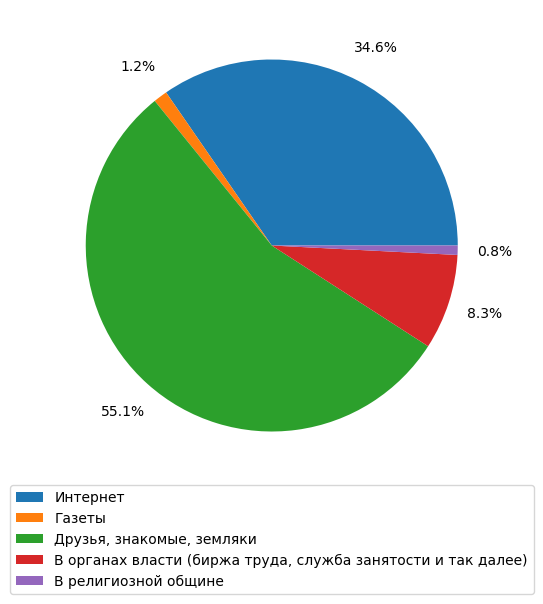 34.6%
1.2%
0.8%
8.3%
55.1%
Интернет
Газеты
Друзья, знакомые, земляки
В органах власти (биржа труда, служба занятости и так далее)
В религиозной общине